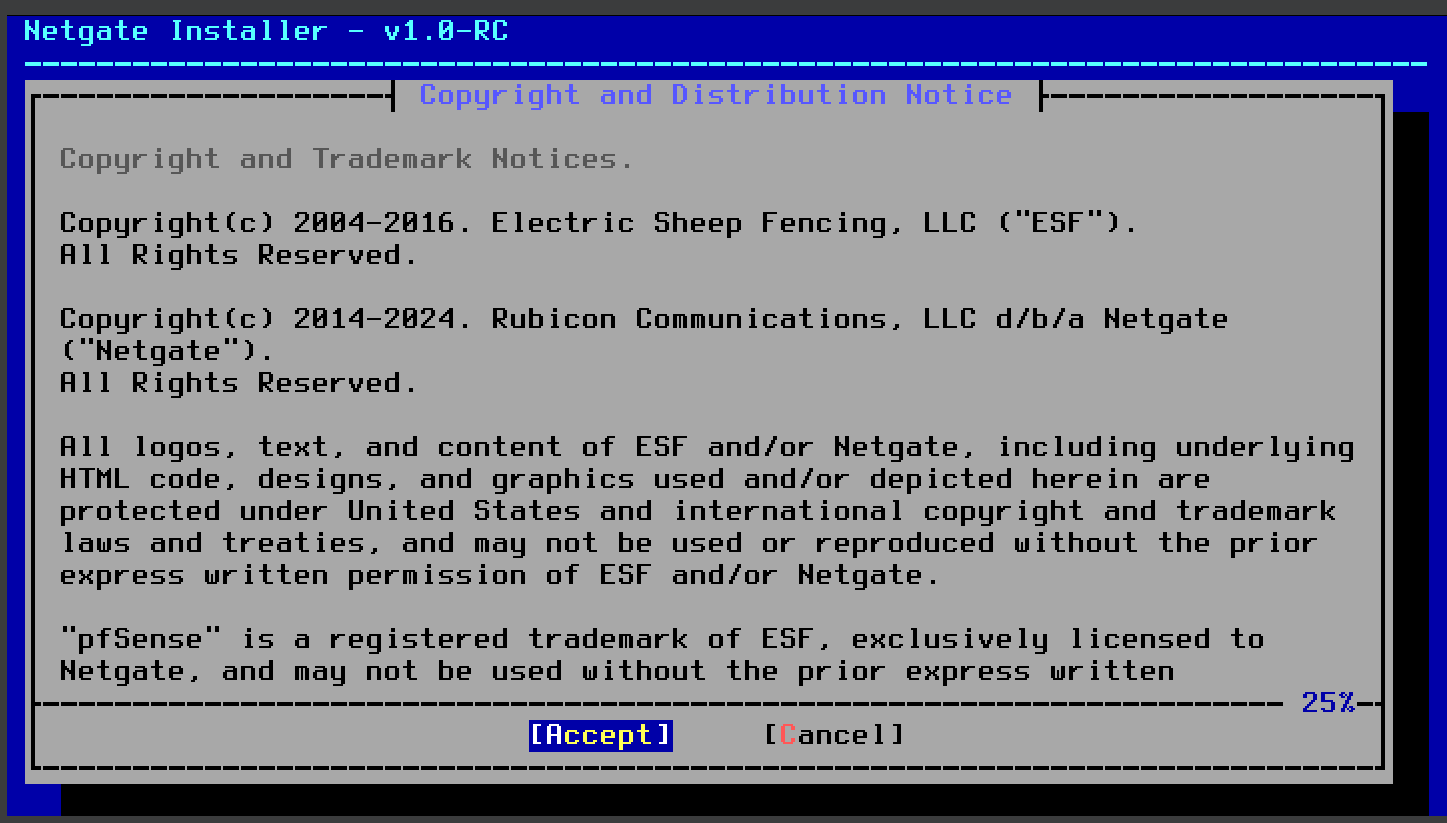 Netgate Installer - v1.0-RC
Copyright and Distribution Notice
Copyright and Trademark Notices.
Copyright(c) 2004-2016. Electric Sheep Fencing, LLC ("ESF").
All Rights Reserved.
Copyright(c) 2014-2024. Rubicon Communications, LLC d/b/a Netgate
("Netgate").
All Rights Reserved.
All logos, text, and content of ESF and/or Netgate, including underlying
HTML code, designs, and graphics used and/or depicted herein are
protected under United States and international copyright and trademark
laws and treaties, and may not be used or reproduced without the prior
express written permission of ESF and/or Netgate.
"pfSense" is a registered trademark of ESF, exclusively licensed to
Netgate, and may not be used without the prior express written
25%
[Accept] [Cancel]